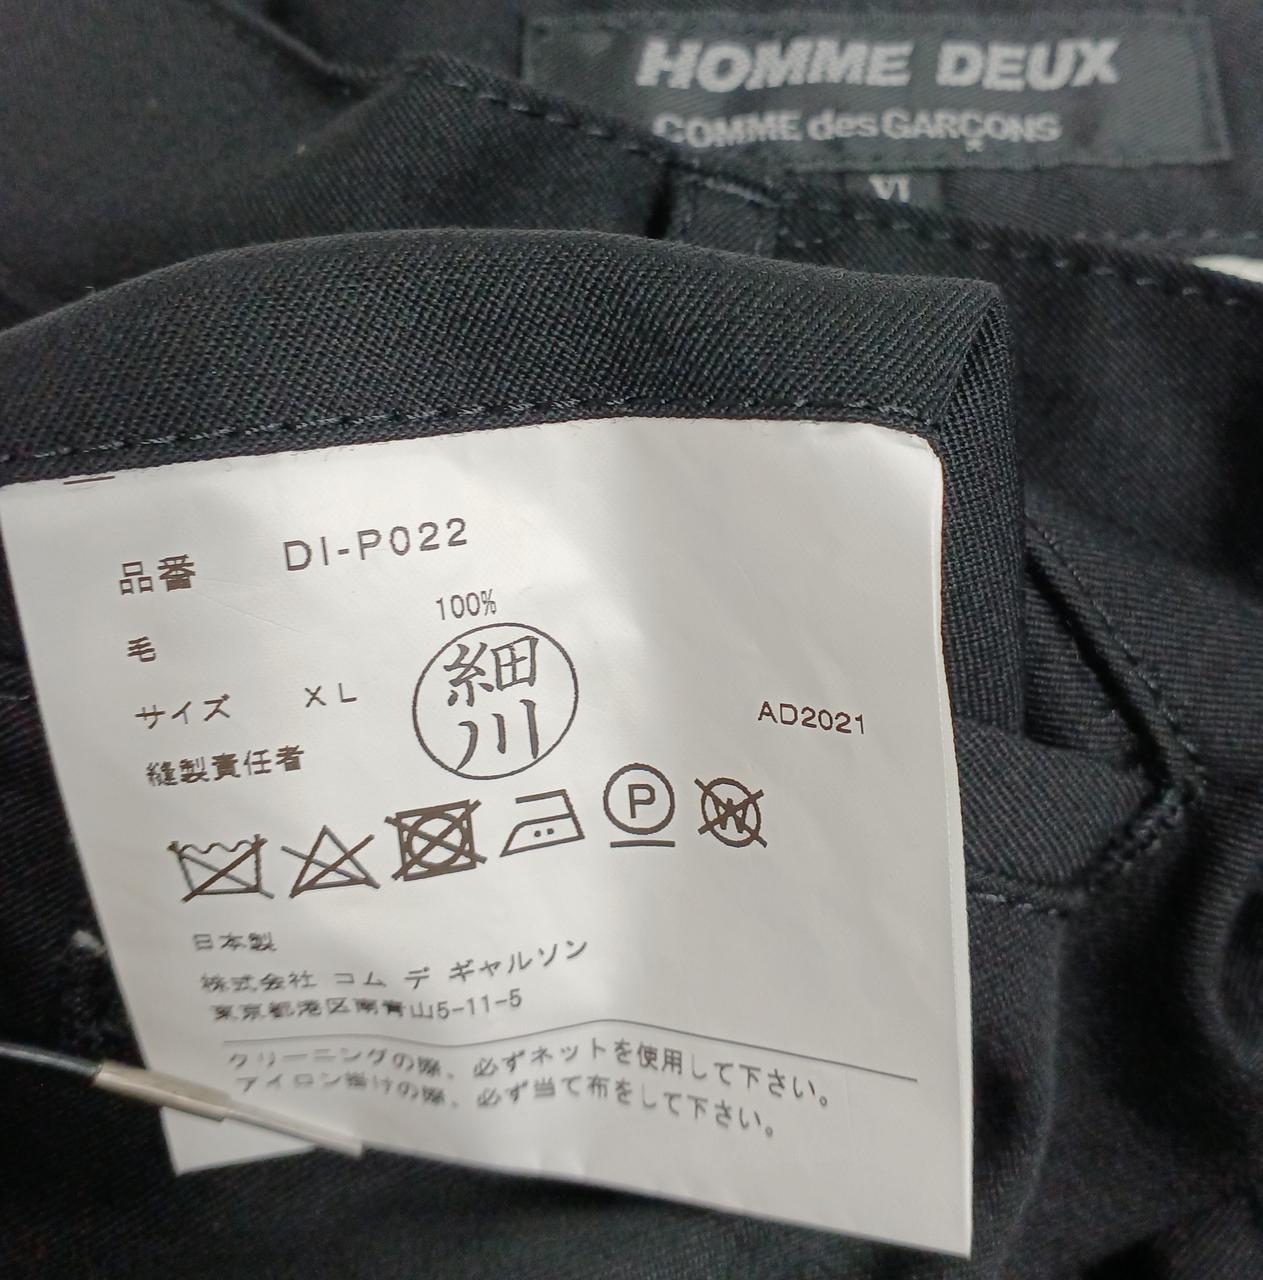 HOMME DEUX
COMME des GARÇONS
VI
品番 DI-P022
毛 100%
サイズ XL
縫製責任者 細川
AD2021
P
W
日本製
株式会社 コム デ ギャルソン
東京都港区南青山5-11-5
クリーニングの際、必ずネットを使用して下さい。
アイロン掛けの際、必ず当て布をして下さい。